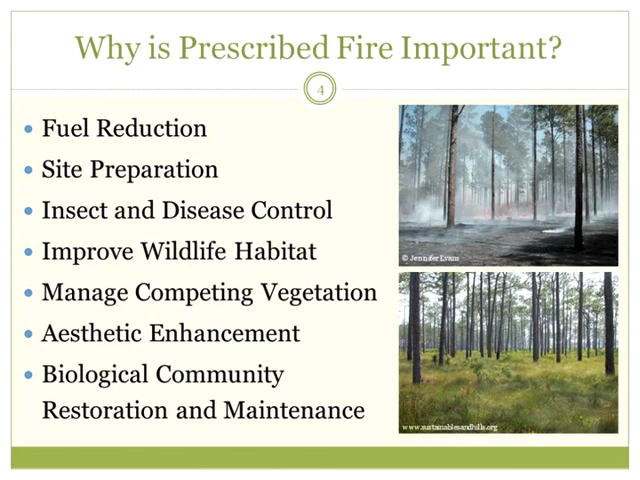 Why is Prescribed Fire Important?
4
Fuel Reduction
Site Preparation
Insect and Disease Control
Improve Wildlife Habitat
Manage Competing Vegetation
Aesthetic Enhancement
Biological Community
Restoration and Maintenance
© Jennifer Evans
www.sustainablesandhills.org